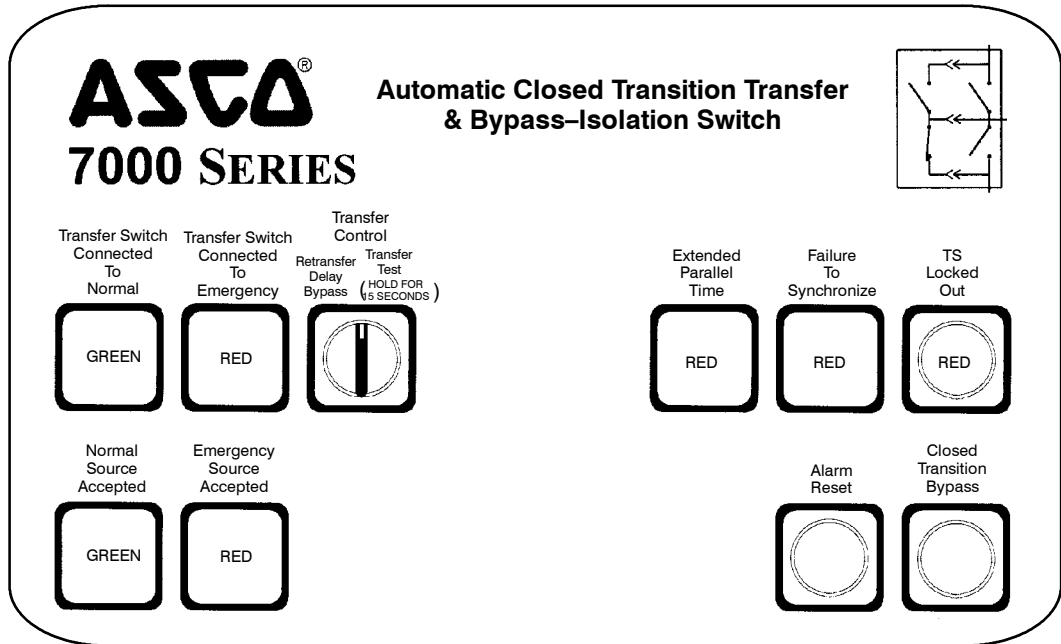 ASCO®
7000 SERIES
Automatic Closed Transition Transfer
& Bypass–Isolation Switch
Transfer Switch
Connected
To
Normal
GREEN
Transfer Switch
Connected
To
Emergency
RED
Transfer
Control
Retransfer
Delay
Bypass
Transfer
Test
(HOLD FOR
15 SECONDS)
Extended
Parallel
Time
RED
Failure
To
Synchronize
RED
TS
Locked
Out
RED
Normal
Source
Accepted
GREEN
Emergency
Source
Accepted
RED
Alarm
Reset
Closed
Transition
Bypass